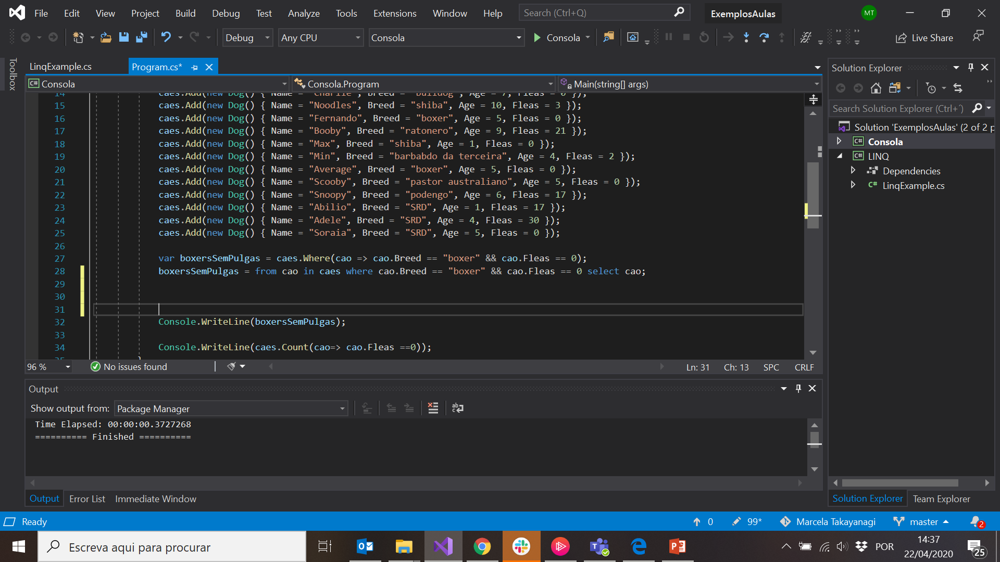 File Edit View Project Build Debug Test Analyze Tools Extensions Window Help Search (Ctrl+Q) ExemplosAulas MT
Debug Any CPU Consola Consola Live Share
Toolbox
LinqExample.cs Program.cs*
C# Consola Consola.Program Main(string[] args)
14 caes.Add(new Dog() { Name = "Charlie", Breed = "bulldog", Age = 7, Fleas = 0 });
15 caes.Add(new Dog() { Name = "Noodles", Breed = "shiba", Age = 10, Fleas = 3 });
16 caes.Add(new Dog() { Name = "Fernando", Breed = "boxer", Age = 5, Fleas = 0 });
17 caes.Add(new Dog() { Name = "Booby", Breed = "ratonero", Age = 9, Fleas = 21 });
18 caes.Add(new Dog() { Name = "Max", Breed = "shiba", Age = 1, Fleas = 0 });
19 caes.Add(new Dog() { Name = "Min", Breed = "barbabdo da terceira", Age = 4, Fleas = 2 });
20 caes.Add(new Dog() { Name = "Average", Breed = "boxer", Age = 5, Fleas = 0 });
21 caes.Add(new Dog() { Name = "Scooby", Breed = "pastor australiano", Age = 5, Fleas = 0 });
22 caes.Add(new Dog() { Name = "Snoopy", Breed = "podengo", Age = 6, Fleas = 17 });
23 caes.Add(new Dog() { Name = "Abilio", Breed = "SRD", Age = 1, Fleas = 17 });
24 caes.Add(new Dog() { Name = "Adele", Breed = "SRD", Age = 4, Fleas = 30 });
25 caes.Add(new Dog() { Name = "Soraia", Breed = "SRD", Age = 5, Fleas = 0 });
26
27 var boxersSemPulgas = caes.Where(cao => cao.Breed == "boxer" && cao.Fleas == 0);
28 boxersSemPulgas = from cao in caes where cao.Breed == "boxer" && cao.Fleas == 0 select cao;
29
30
31
32 Console.WriteLine(boxersSemPulgas);
33
34 Console.WriteLine(caes.Count(cao=> cao.Fleas ==0));
35 }
96 % No issues found Ln: 31 Ch: 13 SPC CRLF
Output
Show output from: Package Manager
Time Elapsed: 00:00:00.3727268
========== Finished ==========
Output Error List Immediate Window
Solution Explorer
Search Solution Explorer (Ctrl+´)
Solution 'ExemplosAulas' (2 of 2 p
C# Consola
C# LINQ
Dependencies
C# LinqExample.cs
Solution Explorer Team Explorer
Ready 0 99* Marcela Takayanagi master 2
Escreva aqui para procurar POR 14:37
22/04/2020 25